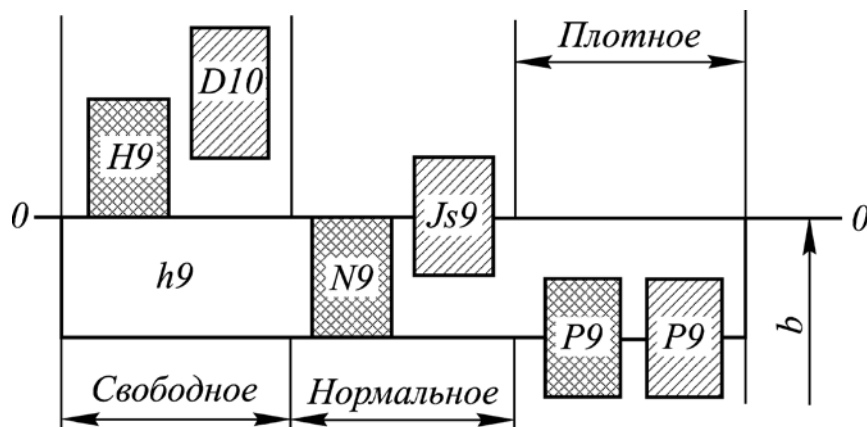 Плотное
D10
H9
0
0
Js9
h9
N9
P9
P9
b
Свободное
Нормальное